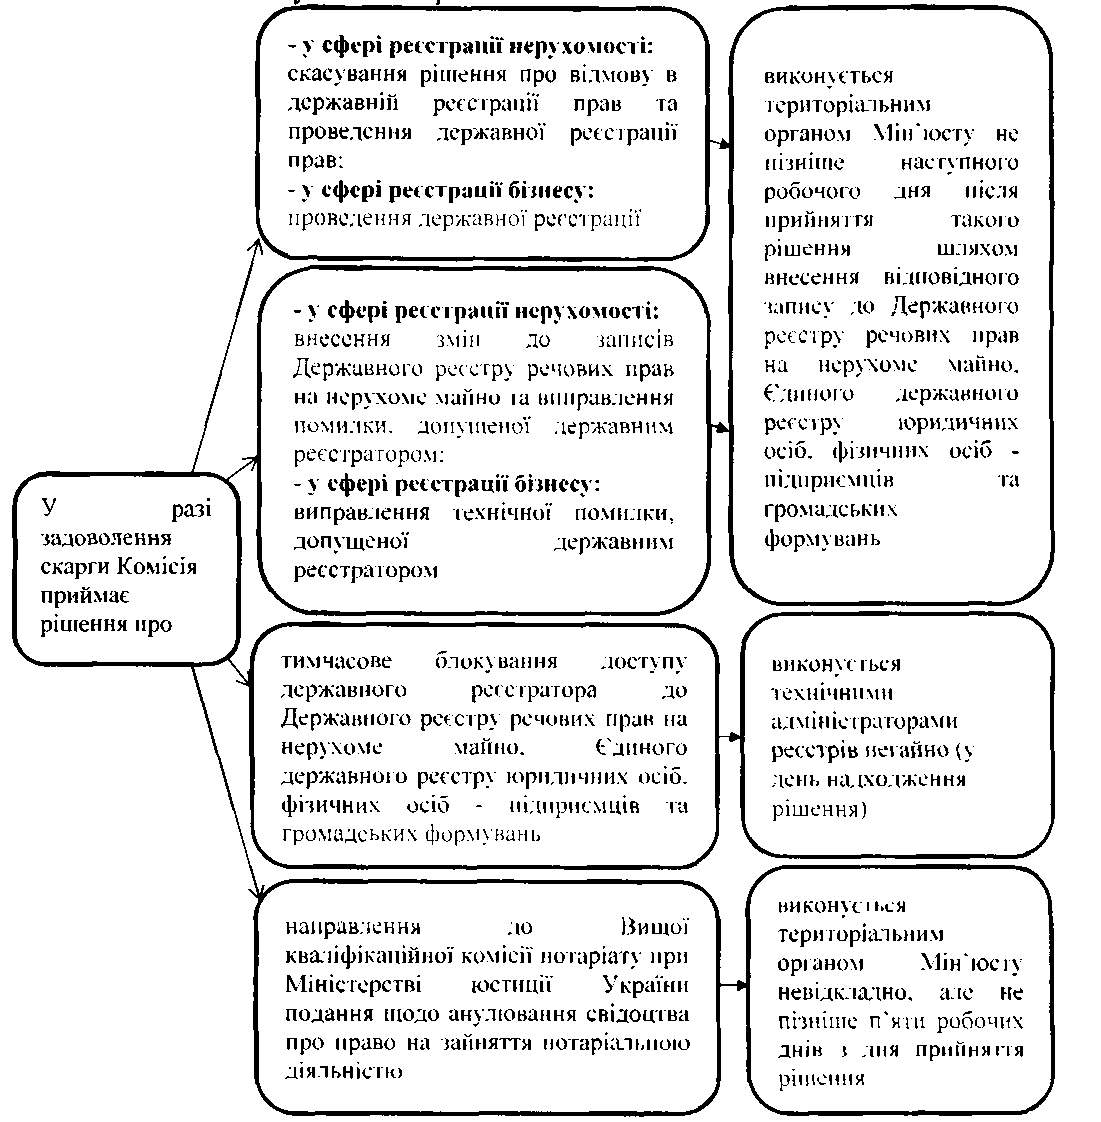 - у сфері реєстрації нерухомості:
скасування рішення про відмову в
державній реєстрації прав та
проведення державної реєстрації
прав;
- у сфері реєстрації бізнесу:
проведення державної реєстрації
виконується
територіальним
органом Мін`юсту не
пізніше наступного
робочого дня після
прийняття такого
рішення шляхом
внесення відповідного
запису до Державного
реєстру речових прав
на нерухоме майно,
Єдиного державного
реєстру юридичних
осіб, фізичних осіб -
підприємців та
громадських
формувань
- у сфері реєстрації нерухомості:
внесення змін до записів
Державного реєстру речових прав
на нерухоме майно та виправлення
помилки, допущеної державним
реєстратором;
- у сфері реєстрації бізнесу:
виправлення технічної помилки,
допущеної державним
реєстратором
У разі
задоволення
скарги Комісія
приймає
рішення про
тимчасове блокування доступу
державного реєстратора до
Державного реєстру речових прав на
нерухоме майно, Єдиного
державного реєстру юридичних осіб,
фізичних осіб - підприємців та
громадських формувань
виконується
технічними
адміністраторами
реєстрів негайно (у
день надходження
рішення)
направлення до Вищої
кваліфікаційної комісії нотаріату при
Міністерстві юстиції України
подання щодо анулювання свідоцтва
про право на зайняття нотаріальною
діяльністю
виконується
територіальним
органом Мін`юсту
невідкладно, але не
пізніше п`яти робочих
днів з дня прийняття
рішення